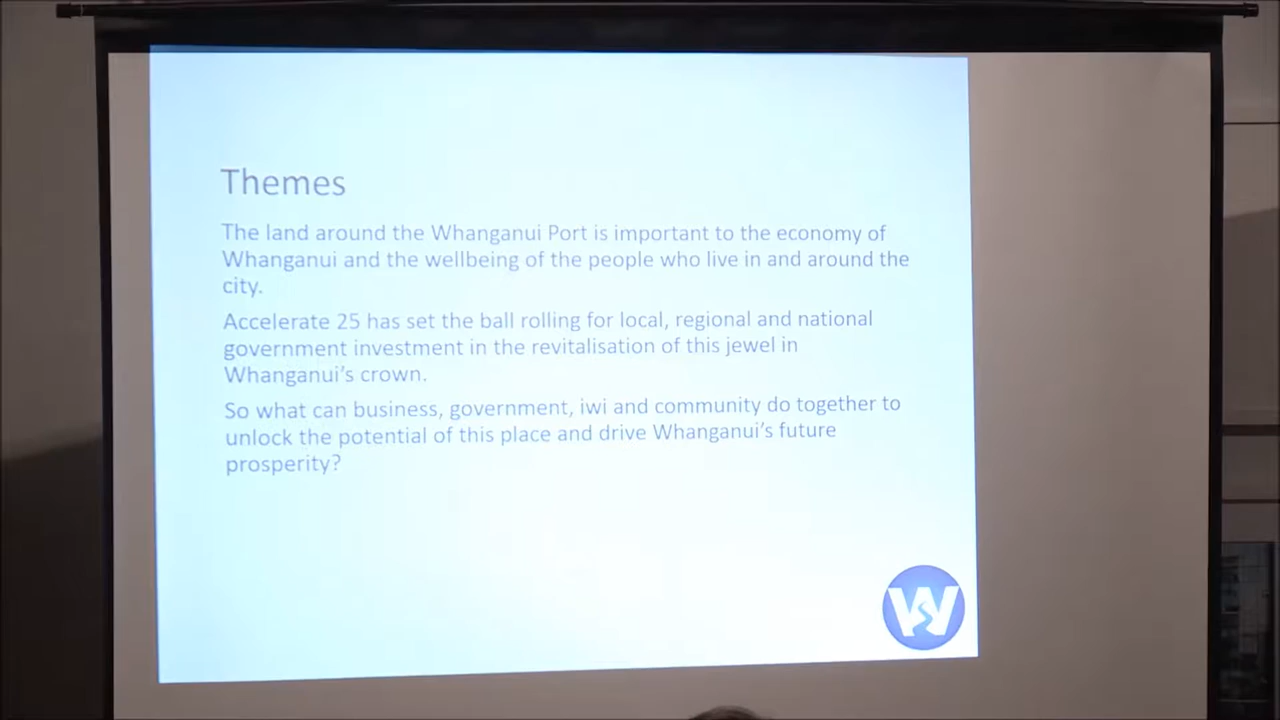 Themes
The land around the Whanganui Port is important to the economy of
Whanganui and the wellbeing of the people who live in and around the
city.
Accelerate 25 has set the ball rolling for local, regional and national
government investment in the revitalisation of this jewel in
Whanganui's crown.
So what can business, government, iwi and community do together to
unlock the potential of this place and drive Whanganui's future
prosperity?
W